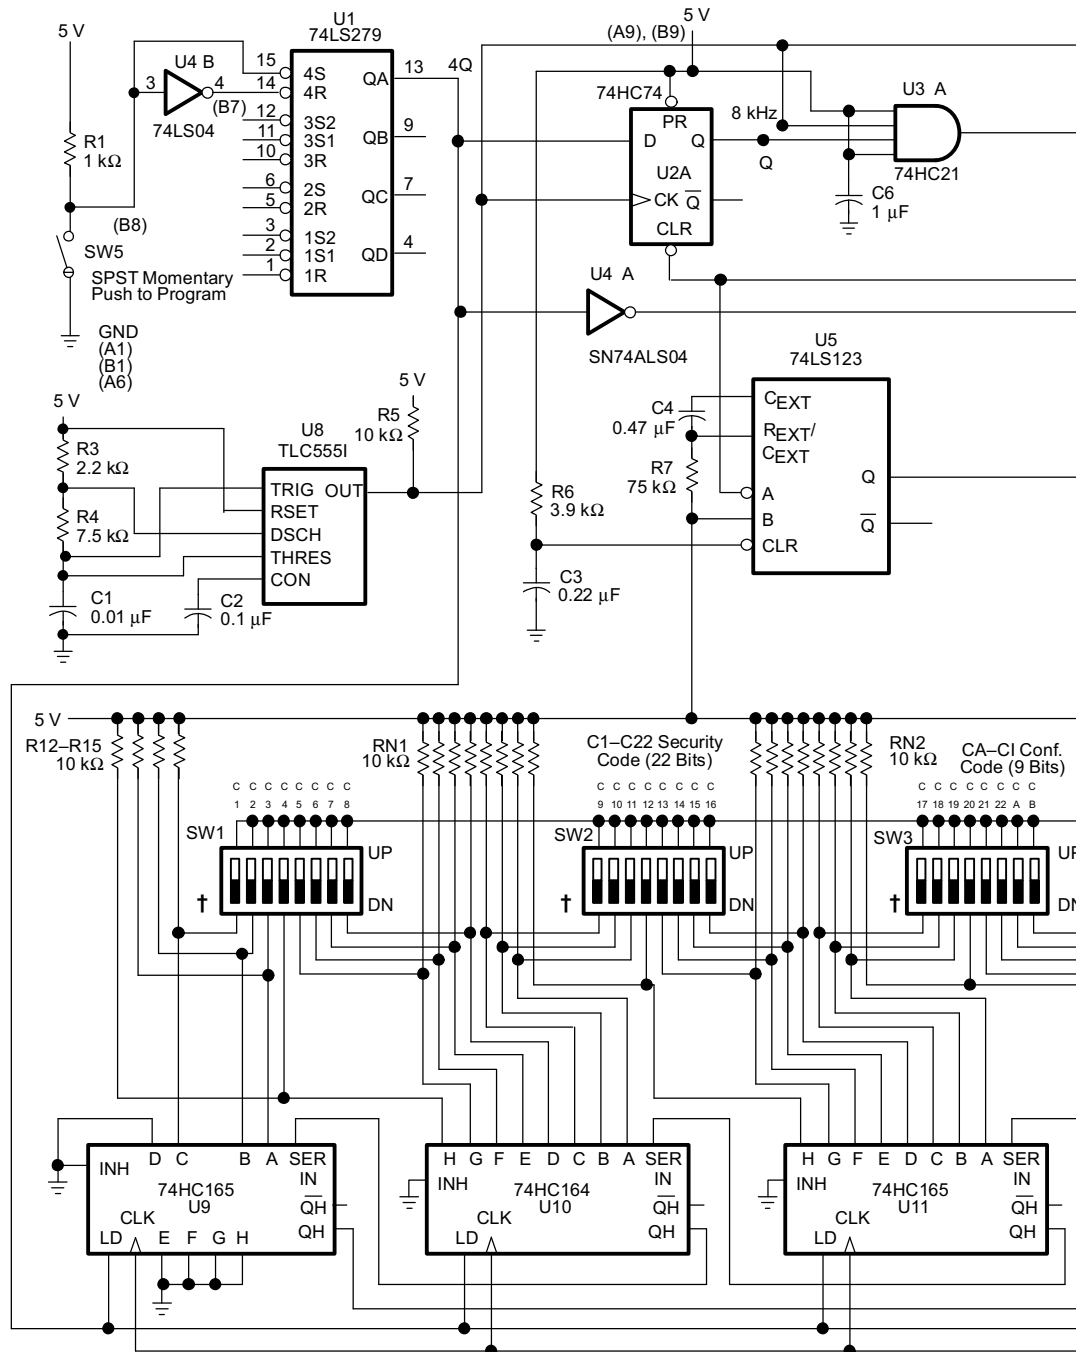 5 V
R1
1 kΩ
(B8)
SW5
SPST Momentary
Push to Program
GND
(A1)
(B1)
(A6)
U4 B
3
4
(B7)
74LS04
U1
74LS279
15
14
12
11
10
6
5
3
2
1
4S
4R
3S2
3S1
3R
2S
2R
1S2
1S1
1R
QA
QB
QC
QD
13
9
7
4
4Q
5 V
(A9), (B9)
74HC74
PR
D
Q
U2A
CK
Q
CLR
8 kHz
Q
U3 A
74HC21
C6
1 μF
U4 A
SN74ALS04
U5
74LS123
CEXT
REXT/
CEXT
A
B
CLR
Q
Q
C4
0.47 μF
R7
75 kΩ
R6
3.9 kΩ
C3
0.22 μF
5 V
R3
2.2 kΩ
R4
7.5 kΩ
C1
0.01 μF
C2
0.1 μF
U8
TLC555I
TRIG
OUT
RSET
DSCH
THRES
CON
5 V
R5
10 kΩ
5 V
R12–R15
10 kΩ
RN1
10 kΩ
C1–C22 Security
Code (22 Bits)
RN2
10 kΩ
CA–CI Conf.
Code (9 Bits)
C C C C C C C C
1 2 3 4 5 6 7 8
SW1
UP
DN
†
C C C C C C C C
9 10 11 12 13 14 15 16
SW2
UP
DN
†
C C C C C C C C
17 18 19 20 21 22 A B
SW3
UP
DN
†
D C B A SER
IN
INH
74HC165
U9
QH
CLK
QH
LD E F G H
H G F E D C B A SER
IN
INH
74HC164
U10
QH
CLK
QH
LD
H G F E D C B A SER
IN
INH
74HC165
U11
QH
CLK
QH
LD